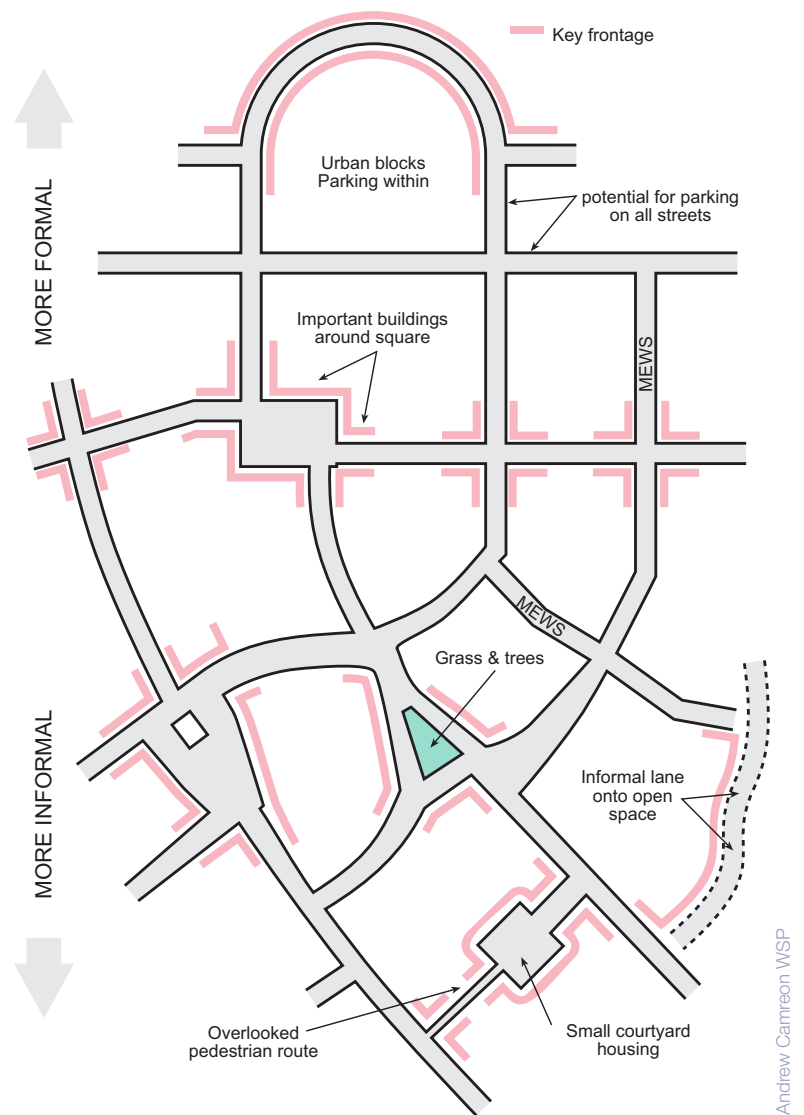 Key frontage
Urban blocks
Parking within
potential for parking
on all streets
MORE FORMAL
Important buildings
around square
MEWS
MEWS
Grass & trees
MORE INFORMAL
Informal lane
onto open
space
Overlooked
pedestrian route
Small courtyard
housing
Andrew Camreon WSP